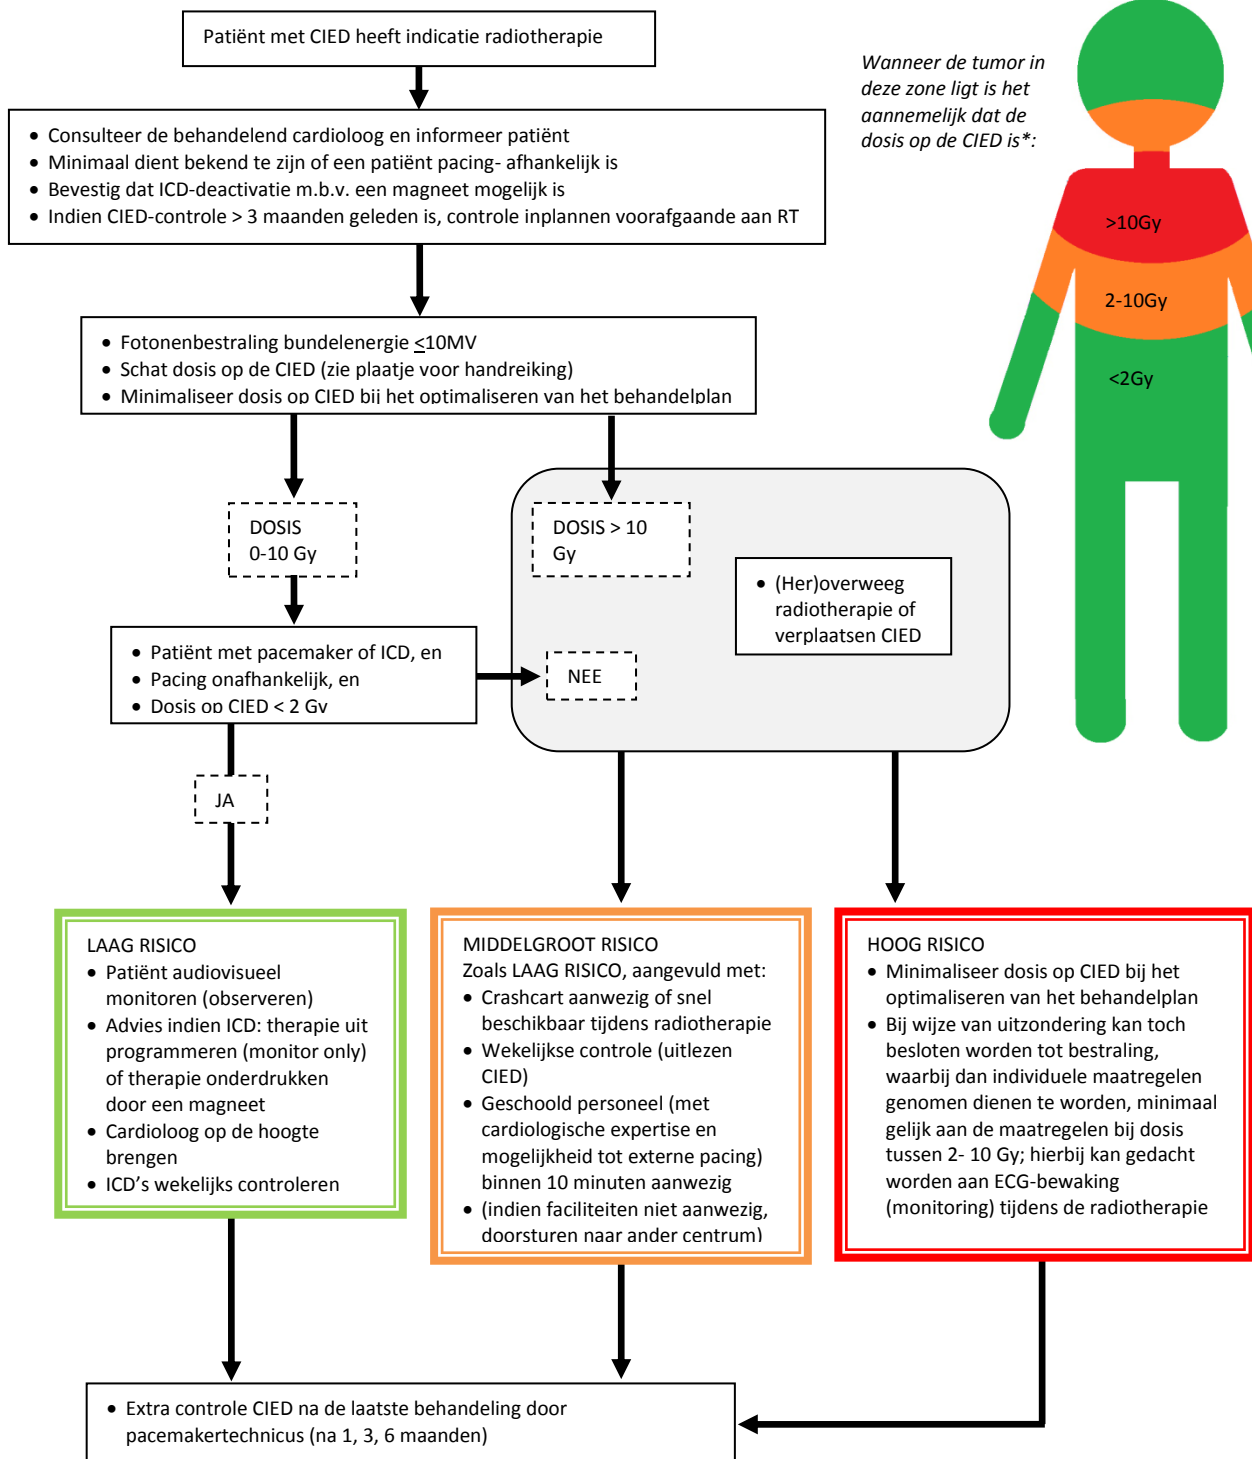 Patiënt met CIED heeft indicatie radiotherapie
Wanneer de tumor in
deze zone ligt is het
aannemelijk dat de
dosis op de CIED is*:
• Consulteer de behandelend cardioloog en informeer patiënt
• Minimaal dient bekend te zijn of een patiënt pacing- afhankelijk is
• Bevestig dat ICD-deactivatie m.b.v. een magneet mogelijk is
• Indien CIED-controle > 3 maanden geleden is, controle inplannen voorafgaande aan RT
>10Gy
2-10Gy
<2Gy
• Fotonenbestraling bundelenergie ≤10MV
• Schat dosis op de CIED (zie plaatje voor handreiking)
• Minimaliseer dosis op CIED bij het optimaliseren van het behandelplan
DOSIS
0-10 Gy
DOSIS > 10
Gy
• (Her)overweeg
radiotherapie of
verplaatsen CIED
• Patiënt met pacemaker of ICD, en
• Pacing onafhankelijk, en
• Dosis op CIED < 2 Gy
NEE
JA
LAAG RISICO
• Patiënt audiovisueel
monitoren (observeren)
• Advies indien ICD: therapie uit
programmeren (monitor only)
of therapie onderdrukken
door een magneet
• Cardioloog op de hoogte
brengen
• ICD's wekelijks controleren
MIDDELGROOT RISICO
Zoals LAAG RISICO, aangevuld met:
• Crashcart aanwezig of snel
beschikbaar tijdens radiotherapie
• Wekelijkse controle (uitlezen
CIED)
• Geschoold personeel (met
cardiologische expertise en
mogelijkheid tot externe pacing)
binnen 10 minuten aanwezig
• (indien faciliteiten niet aanwezig,
doorsturen naar ander centrum)
HOOG RISICO
• Minimaliseer dosis op CIED bij het
optimaliseren van het behandelplan
• Bij wijze van uitzondering kan toch
besloten worden tot bestraling,
waarbij dan individuele maatregelen
genomen dienen te worden, minimaal
gelijk aan de maatregelen bij dosis
tussen 2- 10 Gy; hierbij kan gedacht
worden aan ECG-bewaking
(monitoring) tijdens de radiotherapie
• Extra controle CIED na de laatste behandeling door
pacemakertechnicus (na 1, 3, 6 maanden)